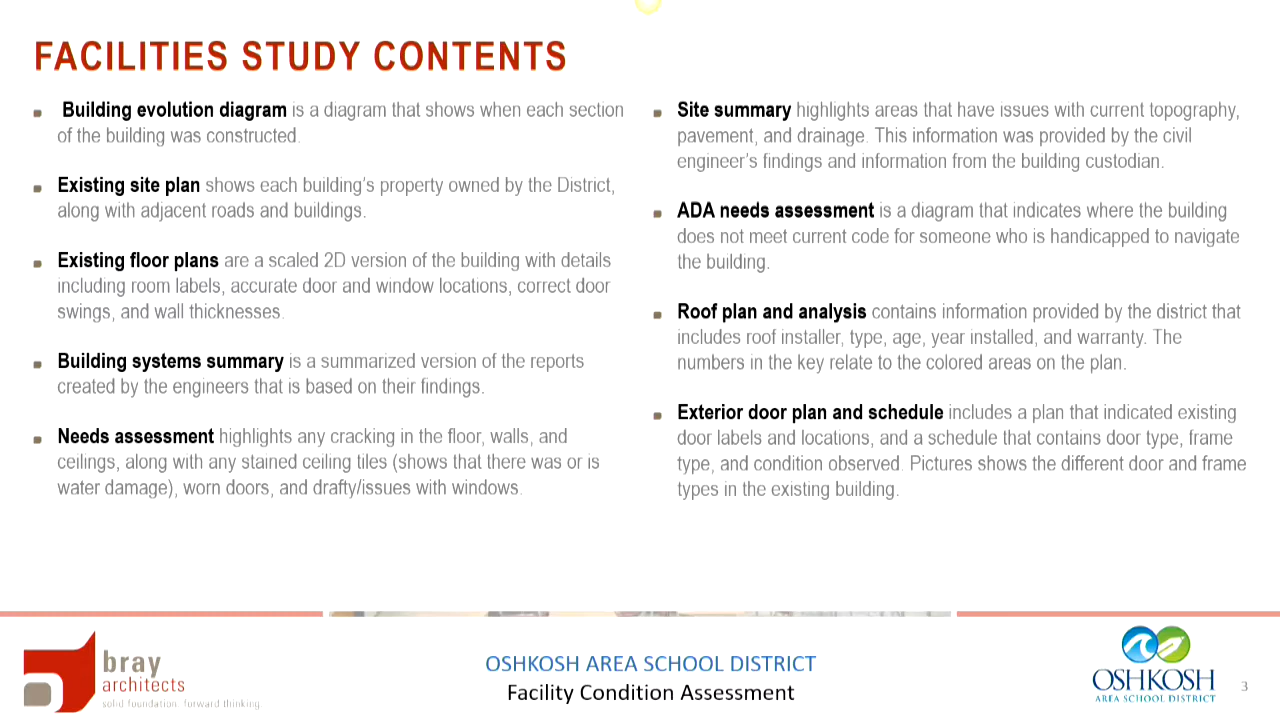 FACILITIES STUDY CONTENTS
Building evolution diagram is a diagram that shows when each section
of the building was constructed.
Existing site plan shows each building's property owned by the District,
along with adjacent roads and buildings.
Existing floor plans are a scaled 2D version of the building with details
including room labels, accurate door and window locations, correct door
swings, and wall thicknesses.
Building systems summary is a summarized version of the reports
created by the engineers that is based on their findings.
Needs assessment highlights any cracking in the floor, walls, and
ceilings, along with any stained ceiling tiles (shows that there was or is
water damage), worn doors, and drafty/issues with windows.
Site summary highlights areas that have issues with current topography,
pavement, and drainage. This information was provided by the civil
engineer's findings and information from the building custodian.
ADA needs assessment is a diagram that indicates where the building
does not meet current code for someone who is handicapped to navigate
the building.
Roof plan and analysis contains information provided by the district that
includes roof installer, type, age, year installed, and warranty. The
numbers in the key relate to the colored areas on the plan.
Exterior door plan and schedule includes a plan that indicated existing
door labels and locations, and a schedule that contains door type, frame
type, and condition observed. Pictures shows the different door and frame
types in the existing building.
bray
architects
solid foundation. forward thinking.
OSHKOSH AREA SCHOOL DISTRICT
Facility Condition Assessment
OSHKOSH
AREA SCHOOL DISTRICT
3